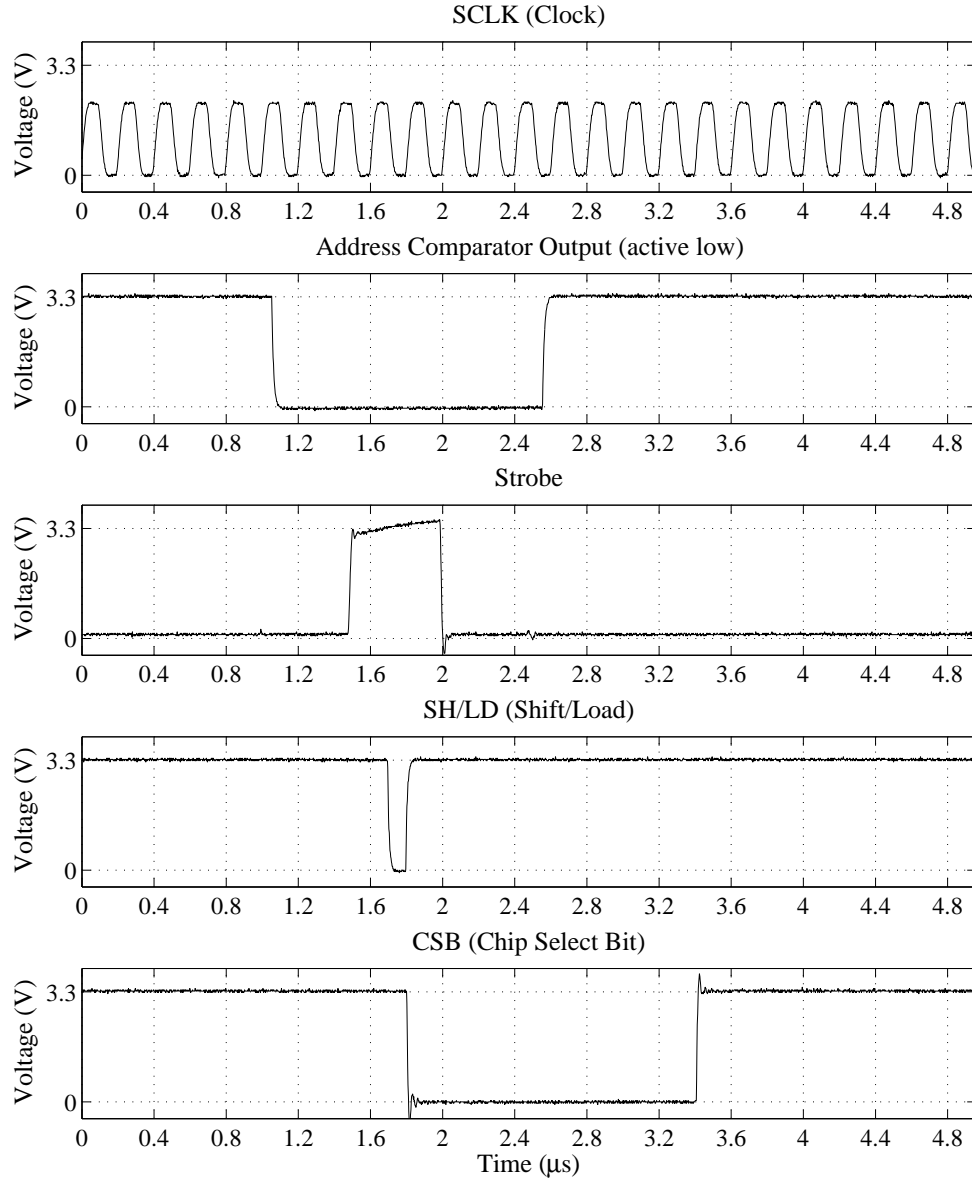 SCLK (Clock)
Voltage (V)
3.3
0
0 0.4 0.8 1.2 1.6 2 2.4 2.8 3.2 3.6 4 4.4 4.8
Address Comparator Output (active low)
Voltage (V)
3.3
0
0 0.4 0.8 1.2 1.6 2 2.4 2.8 3.2 3.6 4 4.4 4.8
Strobe
Voltage (V)
3.3
0
0 0.4 0.8 1.2 1.6 2 2.4 2.8 3.2 3.6 4 4.4 4.8
SH/LD (Shift/Load)
Voltage (V)
3.3
0
0 0.4 0.8 1.2 1.6 2 2.4 2.8 3.2 3.6 4 4.4 4.8
CSB (Chip Select Bit)
Voltage (V)
3.3
0
0 0.4 0.8 1.2 1.6 2 2.4 2.8 3.2 3.6 4 4.4 4.8
Time (μs)